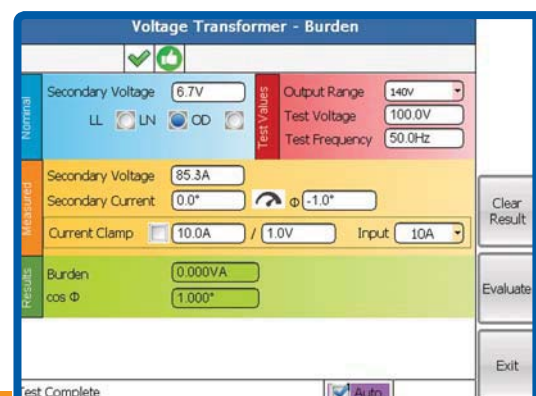 Voltage Transformer - Burden
Nominal
Secondary Voltage 6.7V
LL LN OD
Test Values
Output Range 140V
Test Voltage 100.0V
Test Frequency 50.0Hz
Measured
Secondary Voltage 85.3A
Secondary Current 0.0° Φ -1.0°
Current Clamp 10.0A / 1.0V Input 10A
Results
Burden 0.000VA
cos Φ 1.000°
Clear Result
Evaluate
Exit
Test Complete
Auto